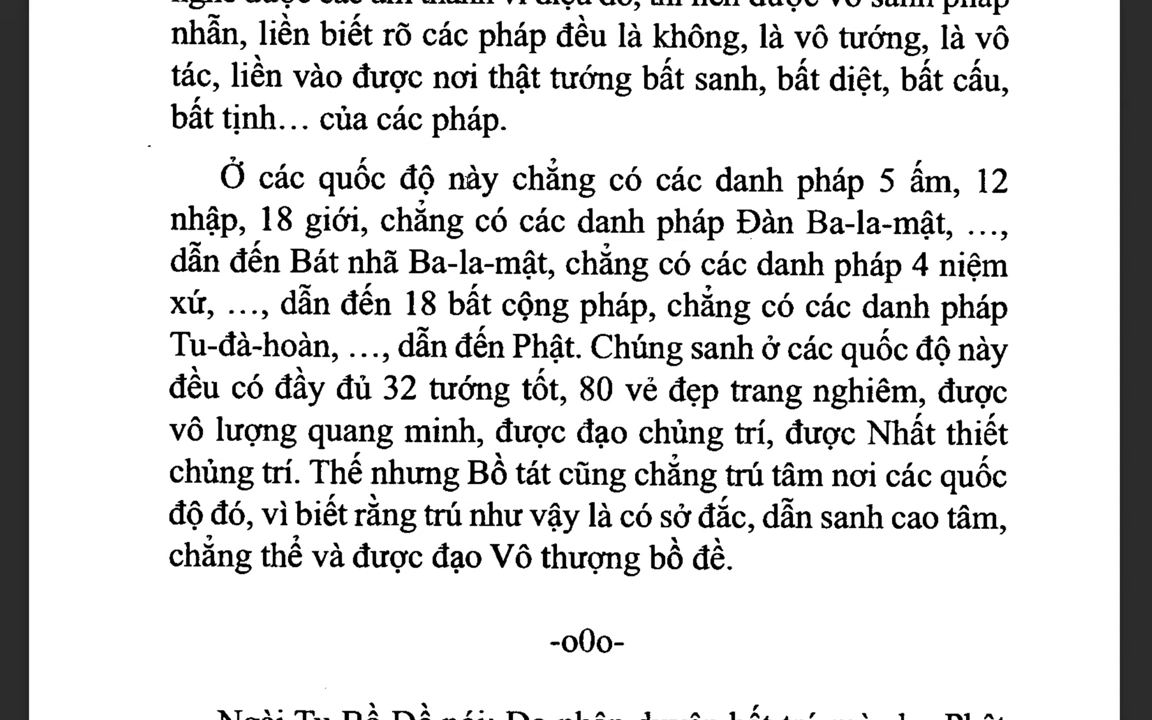 nhẫn, liền biết rõ các pháp đều là không, là vô tướng, là vô
tác, liền vào được nơi thật tướng bất sanh, bất diệt, bất cấu,
bất tịnh… của các pháp.
Ở các quốc độ này chẳng có các danh pháp 5 ấm, 12
nhập, 18 giới, chẳng có các danh pháp Đàn Ba-la-mật, …,
dẫn đến Bát nhã Ba-la-mật, chẳng có các danh pháp 4 niệm
xứ, …, dẫn đến 18 bất cộng pháp, chẳng có các danh pháp
Tu-đà-hoàn, …, dẫn đến Phật. Chúng sanh ở các quốc độ này
đều có đầy đủ 32 tướng tốt, 80 vẻ đẹp trang nghiêm, được
vô lượng quang minh, được đạo chủng trí, được Nhất thiết
chủng trí. Thế nhưng Bồ tát cũng chẳng trú tâm nơi các quốc
độ đó, vì biết rằng trú như vậy là có sở đắc, dẫn sanh cao tâm,
chẳng thể và được đạo Vô thượng bồ đề.
-o0o-